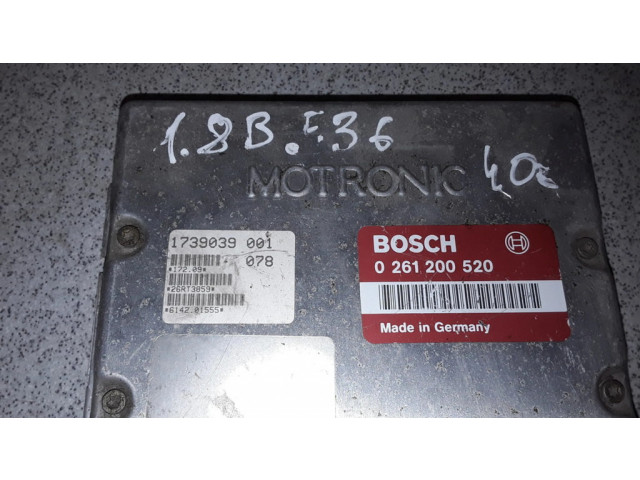 1.8B.E36
MOTRONIC
40€
1739039 001
078
*172.09*
*26RT3859*
*6142.01555*
BOSCH
0 261 200 520
Made in Germany